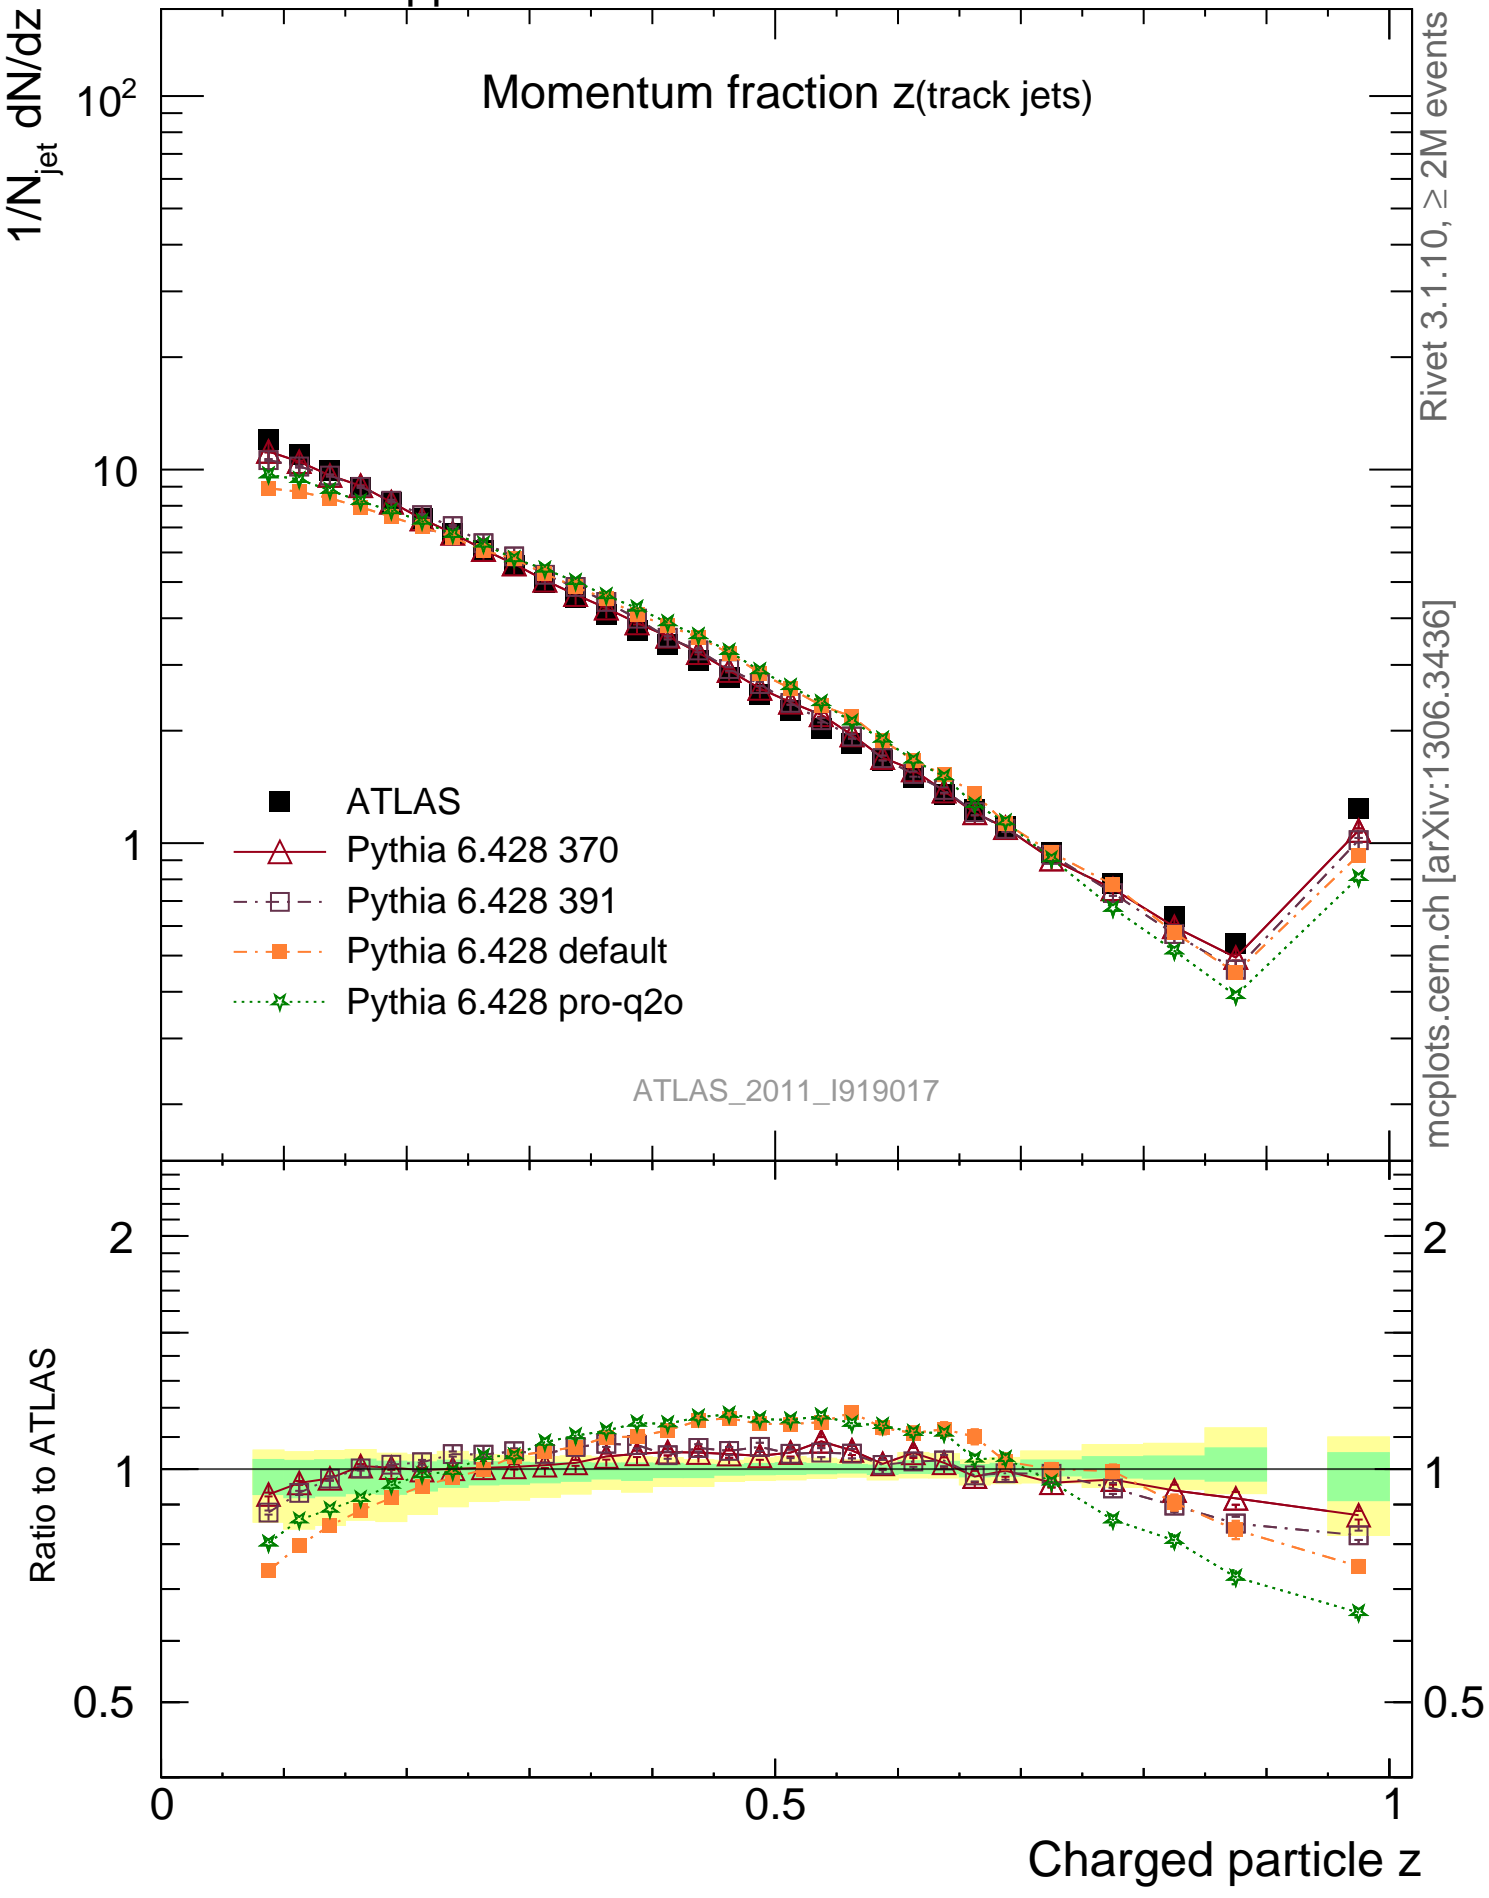 1/Njet dN/dz
Momentum fraction z(track jets)
10²
10
1
ATLAS
Pythia 6.428 370
Pythia 6.428 391
Pythia 6.428 default
Pythia 6.428 pro-q2o
ATLAS_2011_I919017
Rivet 3.1.10, ≥ 2M events
mcplots.cern.ch [arXiv:1306.3436]
Ratio to ATLAS
2
1
0.5
2
1
0.5
0
0.5
1
Charged particle z